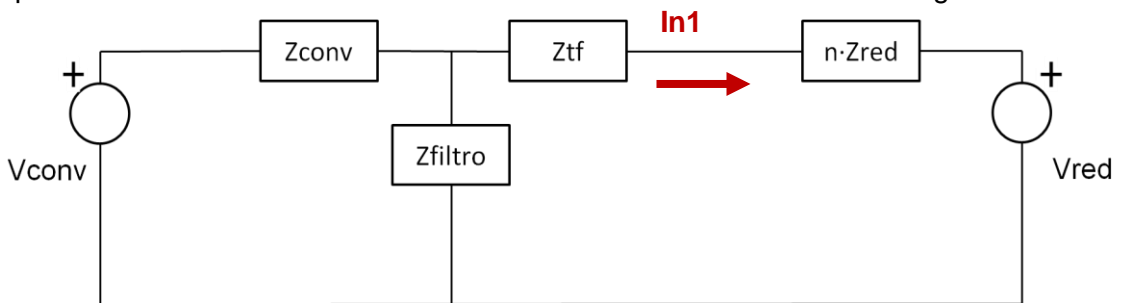 In1
Zconv
Ztf
n·Zred
+
+
Zfiltro
Vconv
Vred